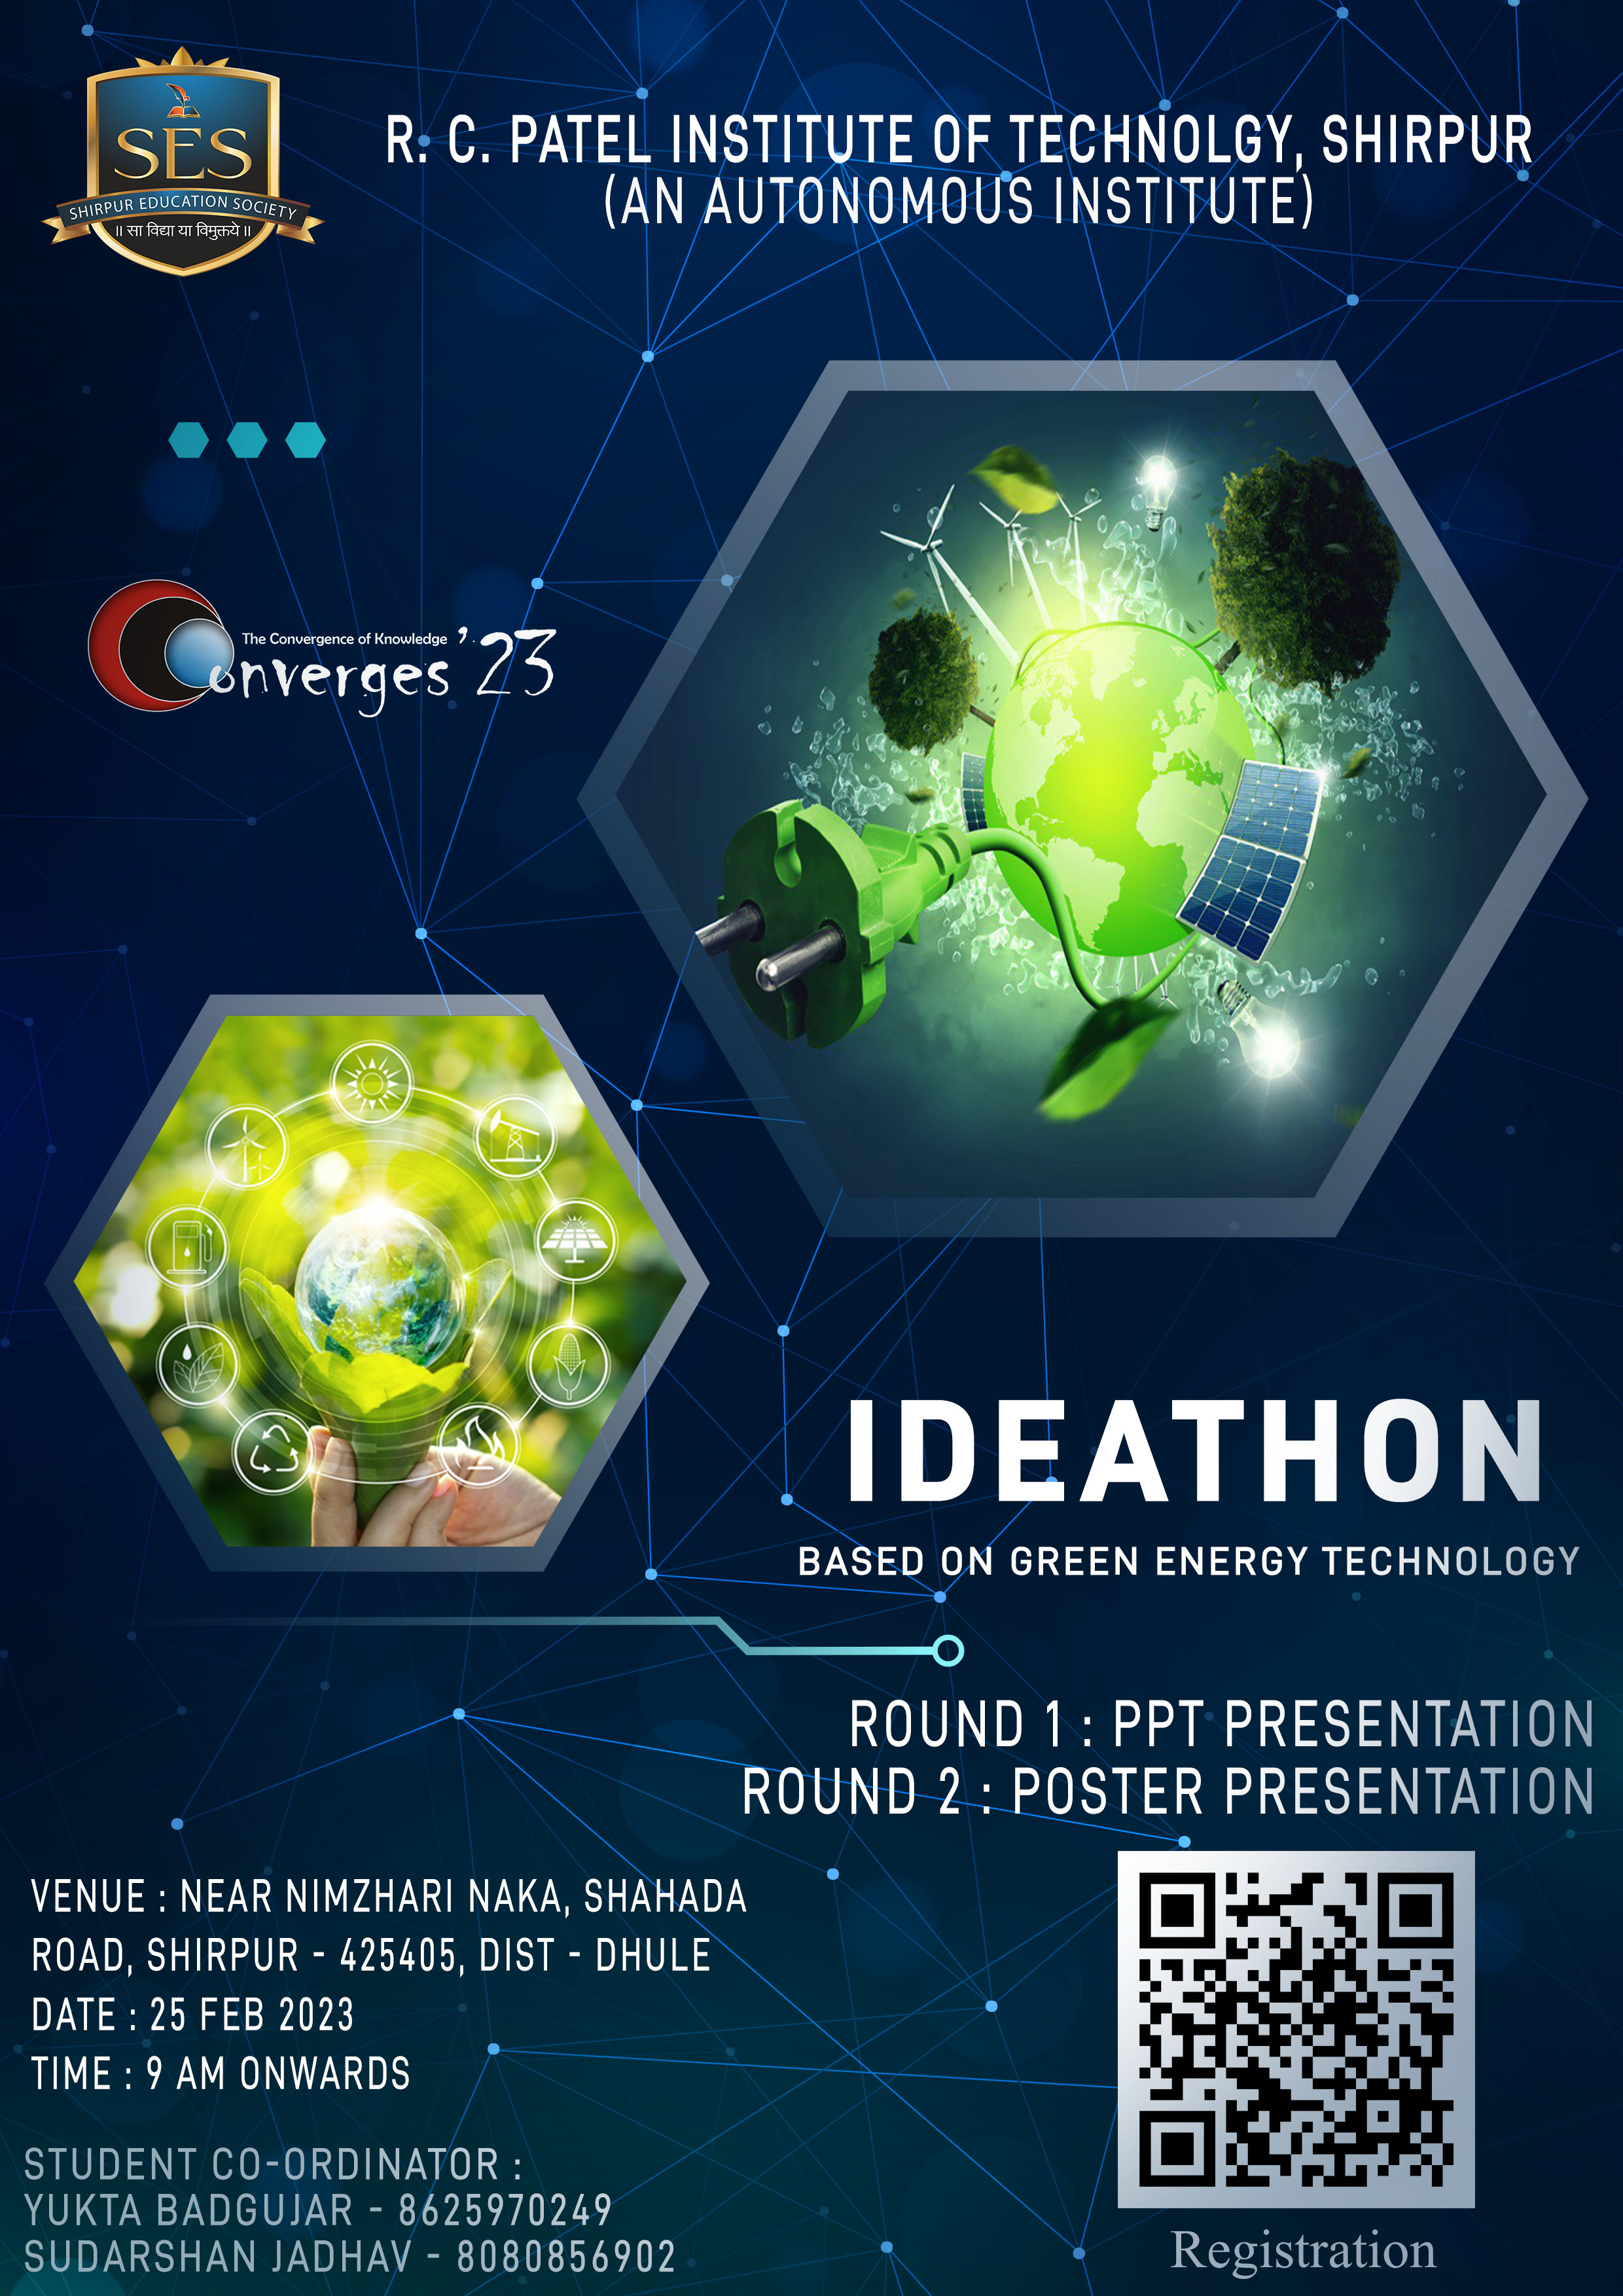 SES
SHIRPUR EDUCATION SOCIETY
॥ सा विद्या या विमुक्तये ॥
R. C. PATEL INSTITUTE OF TECHNOLGY, SHIRPUR
(AN AUTONOMOUS INSTITUTE)
The Convergence of Knowledge
Converges '23
IDEATHON
BASED ON GREEN ENERGY TECHNOLOGY
ROUND 1 : PPT PRESENTATION
ROUND 2 : POSTER PRESENTATION
VENUE : NEAR NIMZHARI NAKA, SHAHADA
ROAD, SHIRPUR - 425405, DIST - DHULE
DATE : 25 FEB 2023
TIME : 9 AM ONWARDS
STUDENT CO-ORDINATOR :
YUKTA BADGUJAR - 8625970249
SUDARSHAN JADHAV - 8080856902
Registration